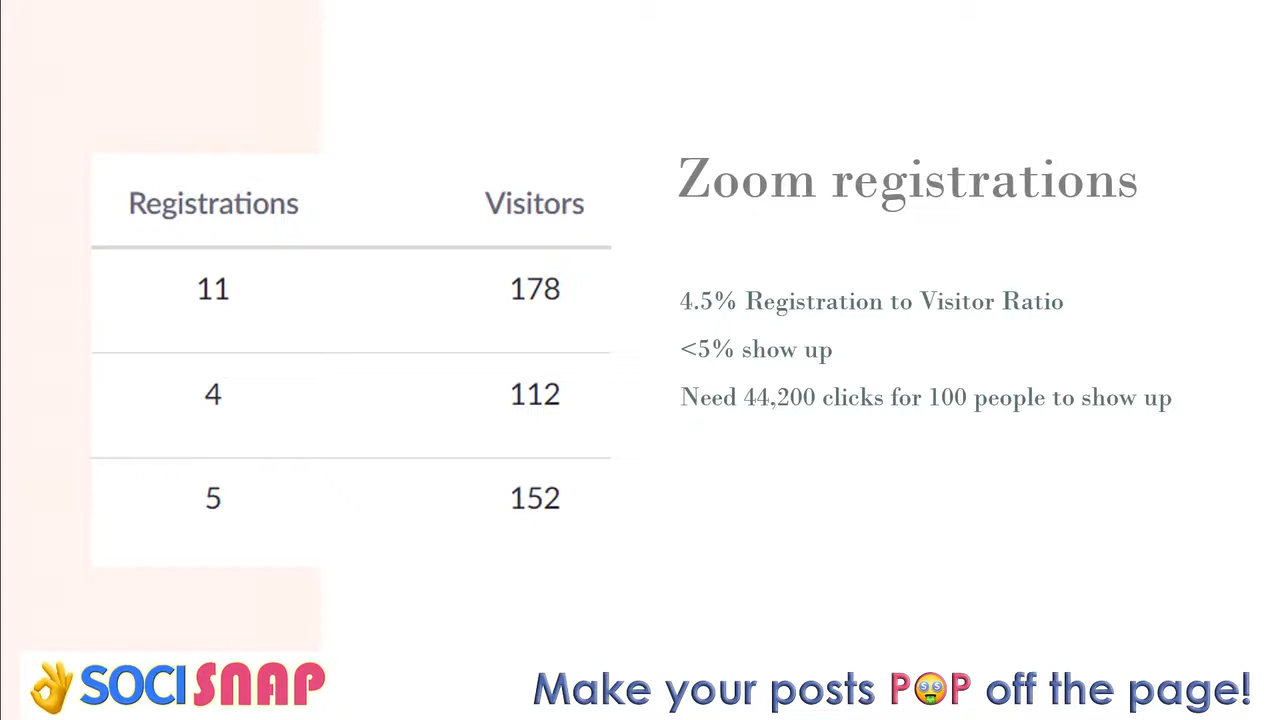 Zoom registrations
Registrations Visitors
11 178
4 112
5 152
4.5% Registration to Visitor Ratio
<5% show up
Need 44,200 clicks for 100 people to show up
SOCISNAP
Make your posts POP off the page!